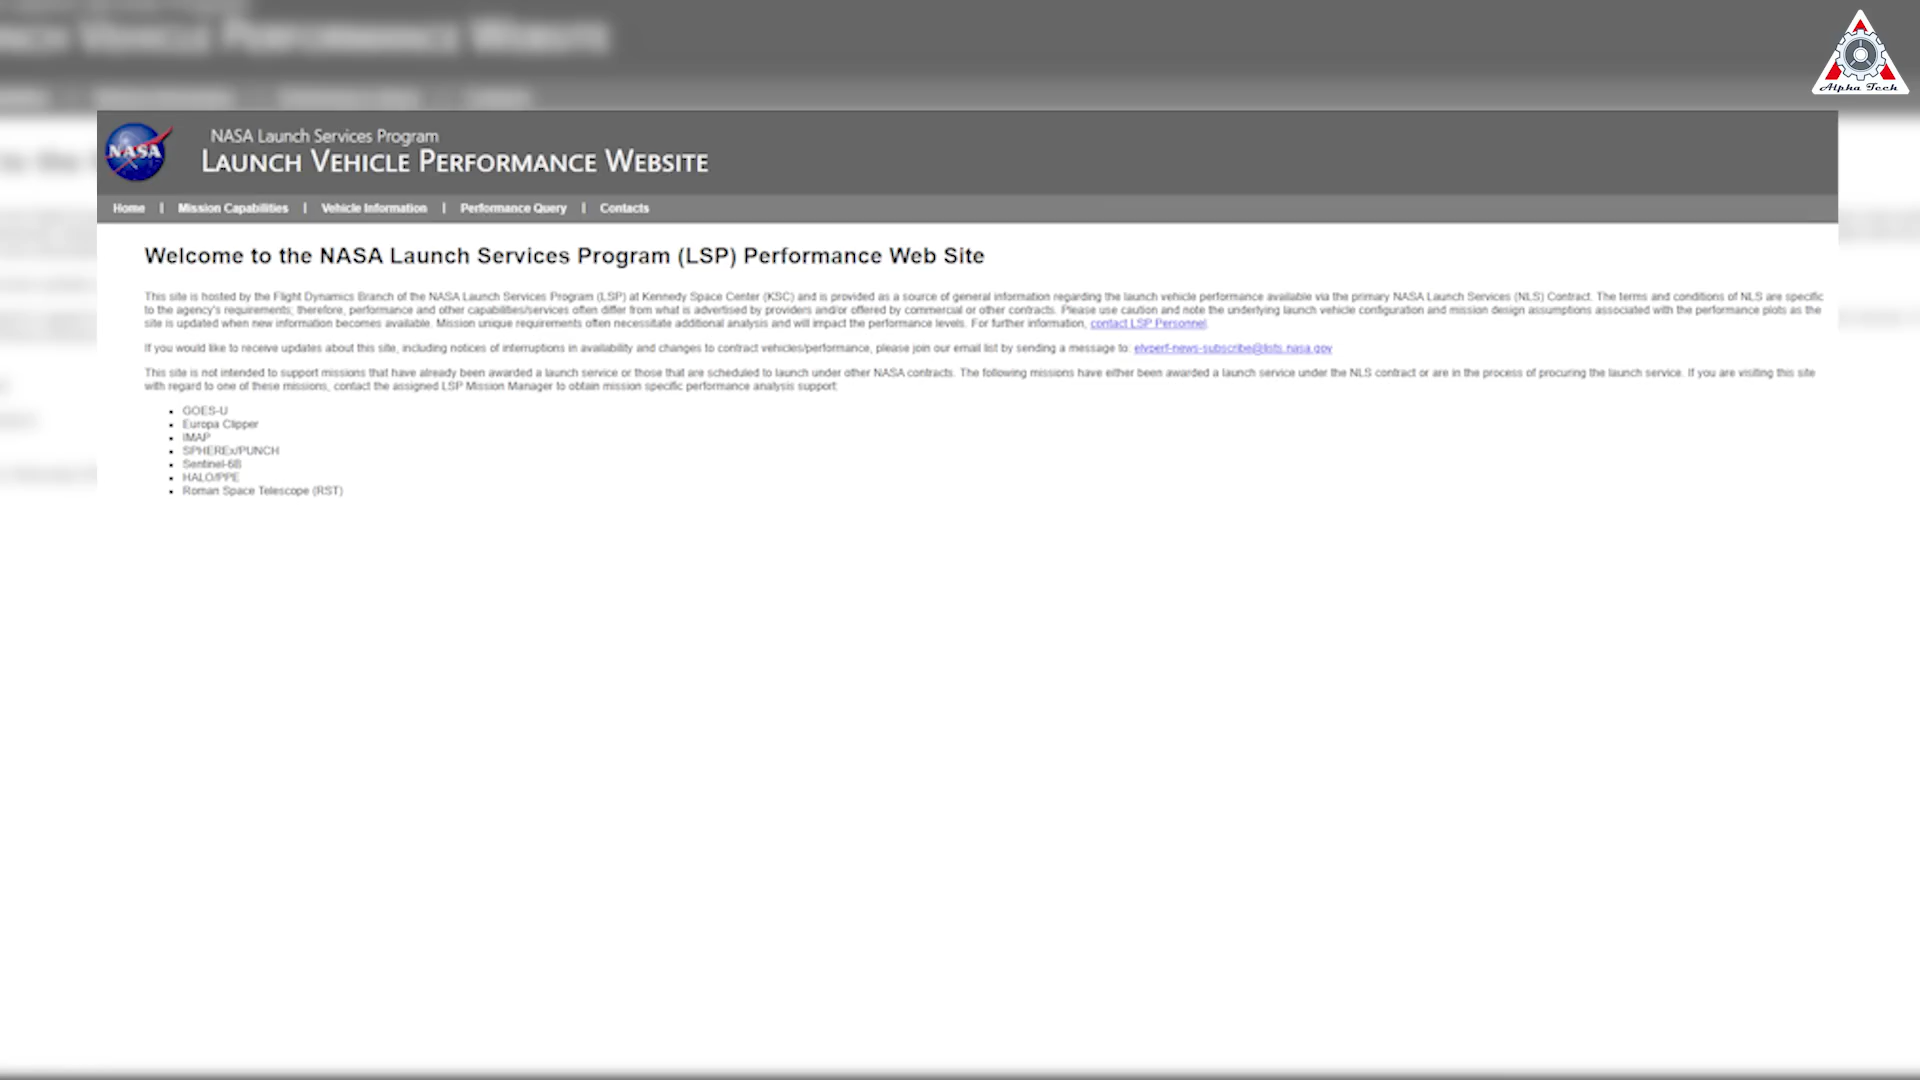 Alpha Tech
NASA
NASA Launch Services Program
LAUNCH VEHICLE PERFORMANCE WEBSITE
Home | Mission Capabilities | Vehicle Information | Performance Query | Contacts
Welcome to the NASA Launch Services Program (LSP) Performance Web Site
This site is hosted by the Flight Dynamics Branch of the NASA Launch Services Program (LSP) at Kennedy Space Center (KSC) and is provided as a source of general information regarding the launch vehicle performance available via the primary NASA Launch Services (NLS) Contract. The terms and conditions of NLS are specific
to the agency's requirements; therefore, performance and other capabilities/services often differ from what is advertised by providers and/or offered by commercial or other contracts. Please use caution and note the underlying launch vehicle configuration and mission design assumptions associated with the performance plots as the
site is updated when new information becomes available. Mission unique requirements often necessitate additional analysis and will impact the performance levels. For further information, contact LSP Personnel.
If you would like to receive updates about this site, including notices of interruptions in availability and changes to contract vehicles/performance, please join our email list by sending a message to: elvperf-news-subscribe@lists.nasa.gov
This site is not intended to support missions that have already been awarded a launch service or those that are scheduled to launch under other NASA contracts. The following missions have either been awarded a launch service under the NLS contract or are in the process of procuring the launch service. If you are visiting this site
with regard to one of these missions, contact the assigned LSP Mission Manager to obtain mission specific performance analysis support:
• GOES-U
• Europa Clipper
• IMAP
• SPHEREx/PUNCH
• Sentinel-6B
• HALO/PPE
• Roman Space Telescope (RST)